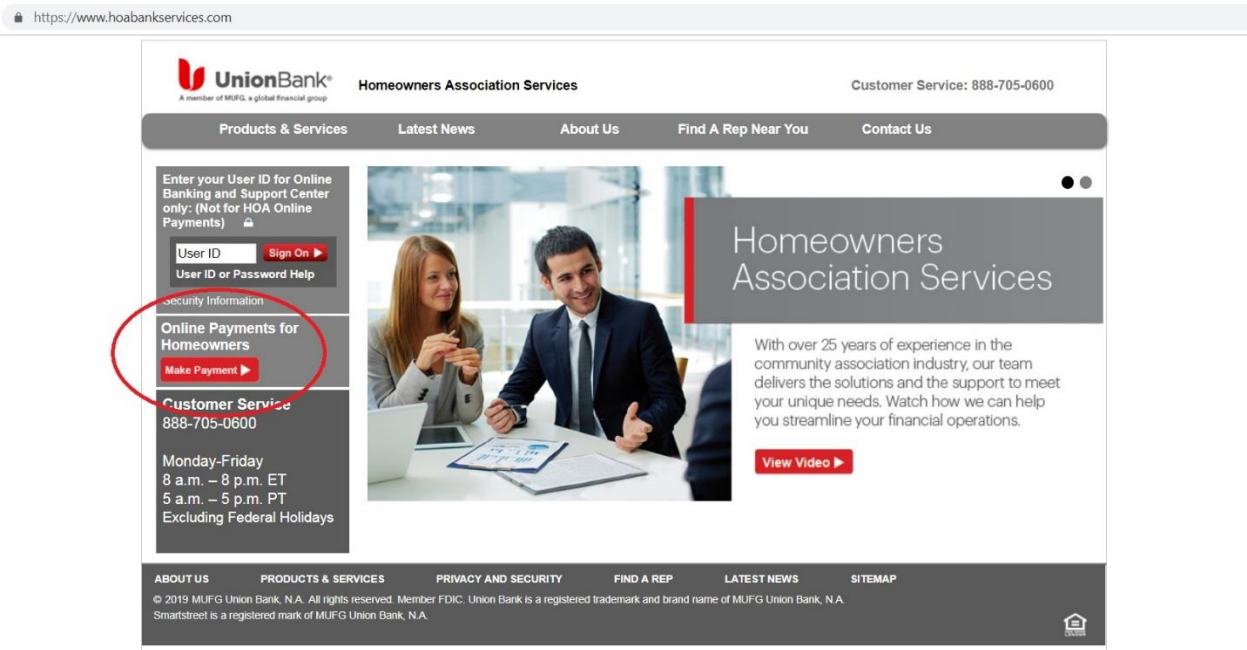 https://www.hoabankservices.com
UnionBank®
A member of MUFG, a global financial group
Homeowners Association Services
Customer Service: 888-705-0600
Products & Services Latest News About Us Find A Rep Near You Contact Us
Enter your User ID for Online
Banking and Support Center
only: (Not for HOA Online
Payments)
User ID Sign On
User ID or Password Help
Security Information
Online Payments for
Homeowners
Make Payment
Customer Service
888-705-0600
Monday-Friday
8 a.m. – 8 p.m. ET
5 a.m. – 5 p.m. PT
Excluding Federal Holidays
Homeowners
Association Services
With over 25 years of experience in the
community association industry, our team
delivers the solutions and the support to meet
your unique needs. Watch how we can help
you streamline your financial operations.
View Video
ABOUT US PRODUCTS & SERVICES PRIVACY AND SECURITY FIND A REP LATEST NEWS SITEMAP
© 2019 MUFG Union Bank, N.A. All rights reserved. Member FDIC. Union Bank is a registered trademark and brand name of MUFG Union Bank, N.A.
Smartstreet is a registered mark of MUFG Union Bank, N.A.